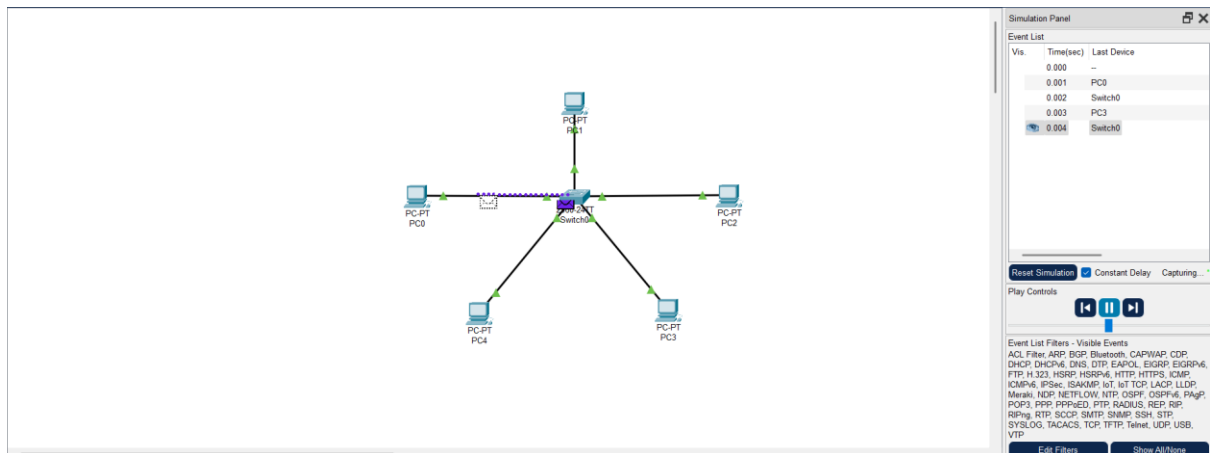 Simulation Panel
Event List
Vis. Time(sec) Last Device
0.000 --
0.001 PC0
0.002 Switch0
0.003 PC3
0.004 Switch0
Reset Simulation Constant Delay Capturing...
Play Controls
Event List Filters - Visible Events
ACL Filter, ARP, BGP, Bluetooth, CAPWAP, CDP,
DHCP, DHCPv6, DNS, DTP, EAPOL, EIGRP, EIGRPv6,
FTP, H.323, HSRP, HSRPv6, HTTP, HTTPS, ICMP,
ICMPv6, IPSec, ISAKMP, IoT, IoT TCP, LACP, LLDP,
Meraki, NDP, NETFLOW, NTP, OSPF, OSPFv6, PAgP,
POP3, PPP, PPPoED, PTP, RADIUS, REP, RIP,
RIPng, RTP, SCCP, SMTP, SNMP, SSH, STP,
SYSLOG, TACACS, TCP, TFTP, Telnet, UDP, USB,
VTP
Edit Filters Show All/None
PC-PT
PC1
PC-PT
PC0
Switch0
PC-PT
PC2
PC-PT
PC4
PC-PT
PC3